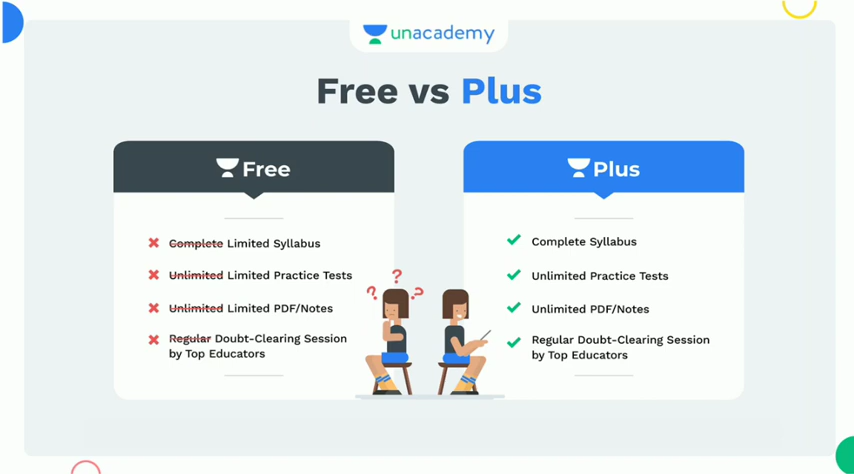 unacademy
Free vs Plus
Free
Complete Limited Syllabus
Unlimited Limited Practice Tests
Unlimited Limited PDF/Notes
Regular Doubt-Clearing Session
by Top Educators
? ? ?
Plus
Complete Syllabus
Unlimited Practice Tests
Unlimited PDF/Notes
Regular Doubt-Clearing Session
by Top Educators